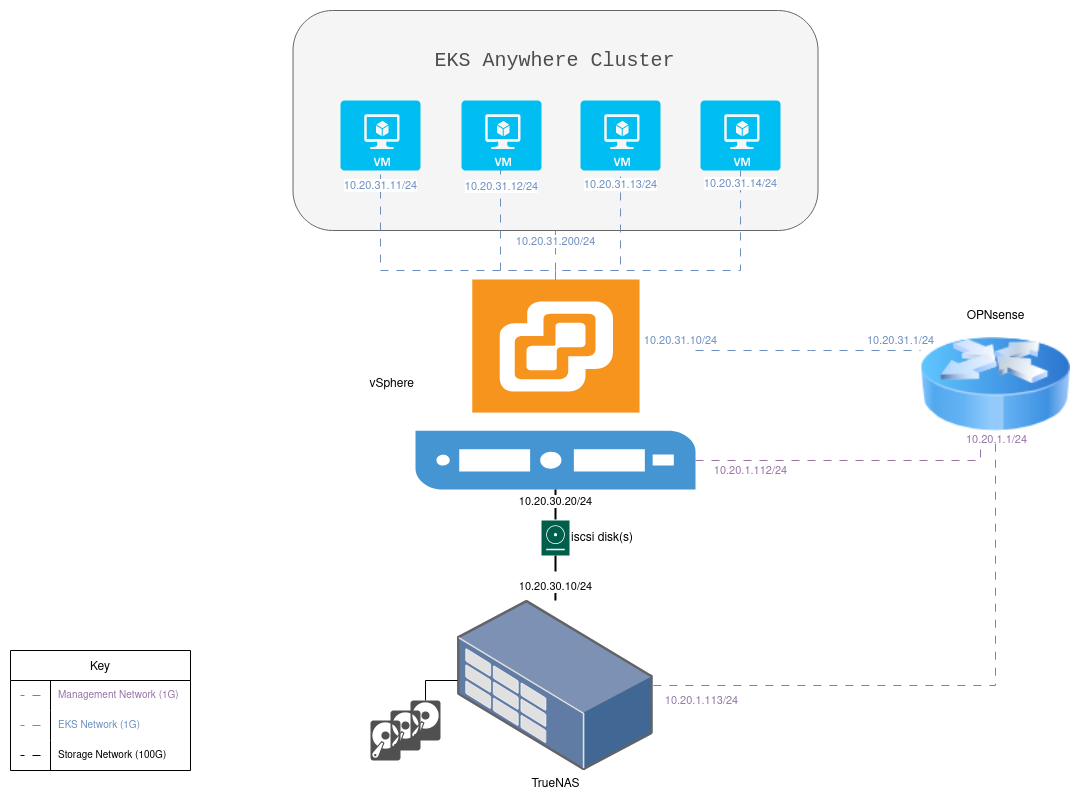 EKS Anywhere Cluster
VM
VM
VM
VM
10.20.31.11/24
10.20.31.12/24
10.20.31.13/24
10.20.31.14/24
10.20.31.200/24
OPNsense
10.20.31.10/24
10.20.31.1/24
vSphere
10.20.1.1/24
10.20.1.112/24
10.20.30.20/24
iscsi disk(s)
10.20.30.10/24
Key
Management Network (1G)
EKS Network (1G)
Storage Network (100G)
10.20.1.113/24
TrueNAS